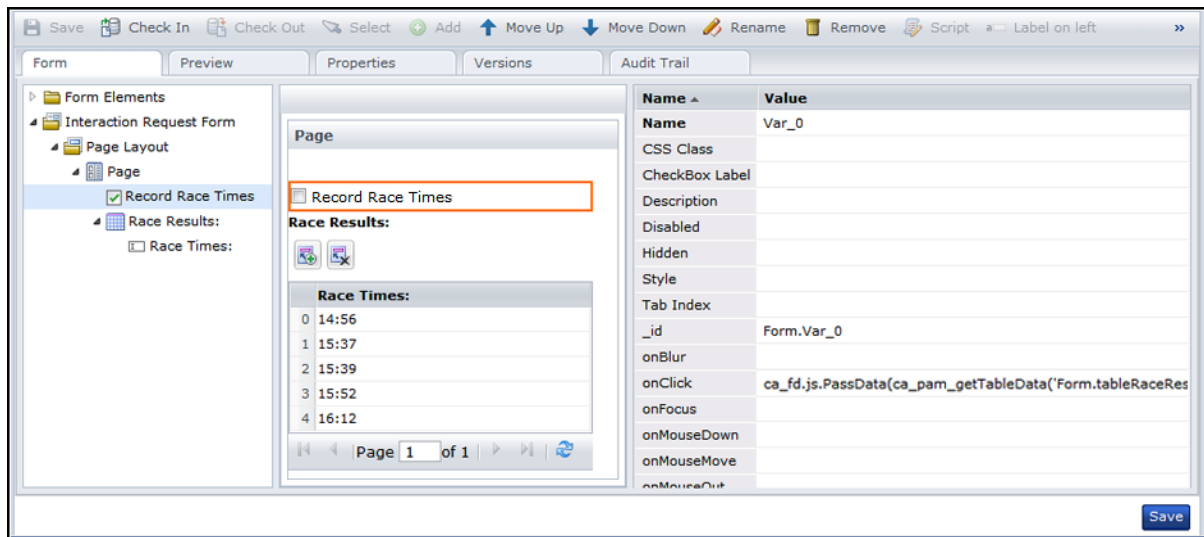 Save Check In Check Out Select Add Move Up Move Down Rename Remove Script Label on left »
Form Preview Properties Versions Audit Trail
Form Elements
Interaction Request Form
Page Layout
Page
Record Race Times
Race Results:
Race Times:
Page
Record Race Times
Race Results:
Race Times:
0 14:56
1 15:37
2 15:39
3 15:52
4 16:12
Page 1 of 1
Name Value
Name Var_0
CSS Class
CheckBox Label
Description
Disabled
Hidden
Style
Tab Index
_id Form.Var_0
onBlur
onClick ca_fd.js.PassData(ca_pam_getTableData('Form.tableRaceRes
onFocus
onMouseDown
onMouseMove
onMouseOut
Save